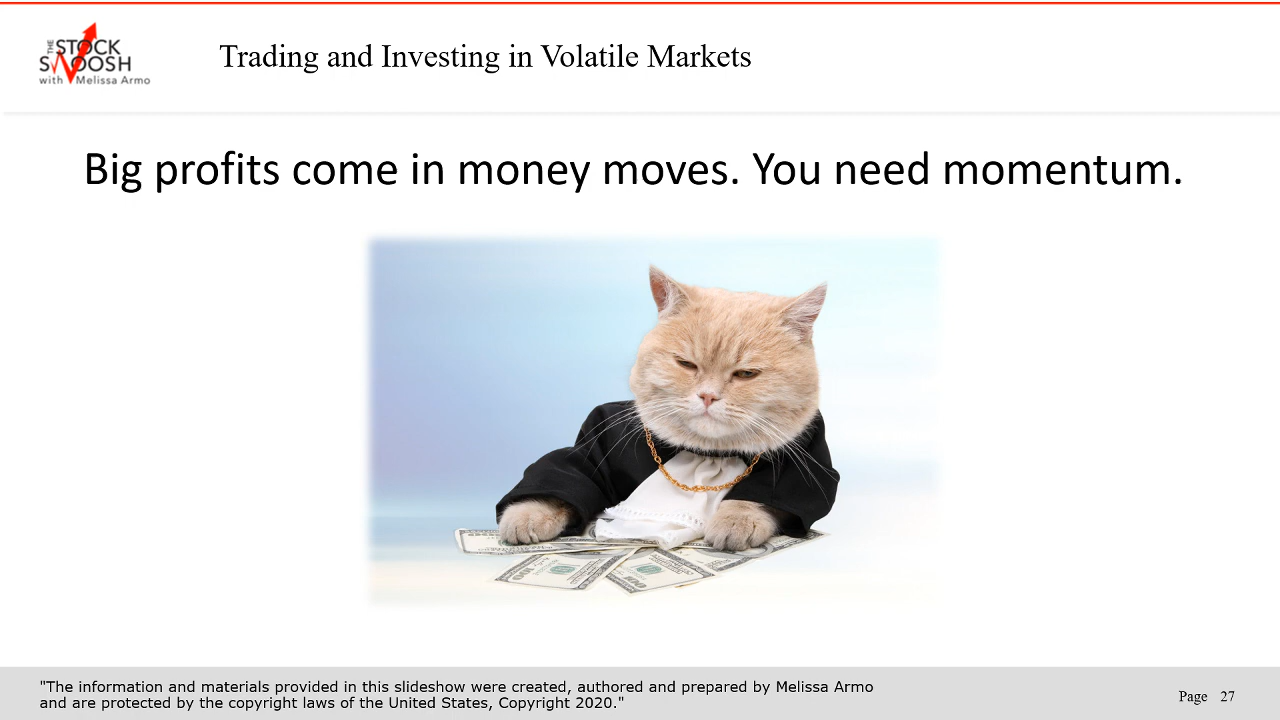 THE
STOCK
SWOOSH
with Melissa Armo
Trading and Investing in Volatile Markets
Big profits come in money moves. You need momentum.
100
100
"The information and materials provided in this slideshow were created, authored and prepared by Melissa Armo
and are protected by the copyright laws of the United States, Copyright 2020."
Page 27